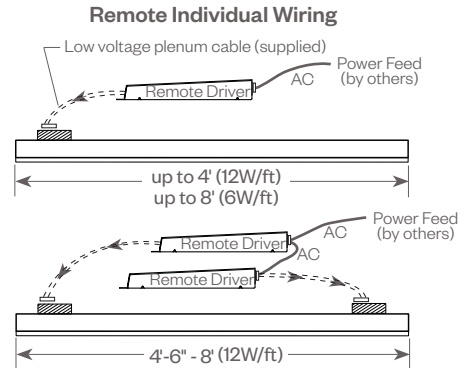 Remote Individual Wiring
Low voltage plenum cable (supplied)
Power Feed
(by others)
AC
Remote Driver
up to 4' (12W/ft)
up to 8' (6W/ft)
Power Feed
(by others)
AC
Remote Driver
AC
Remote Driver
4'-6" - 8' (12W/ft)